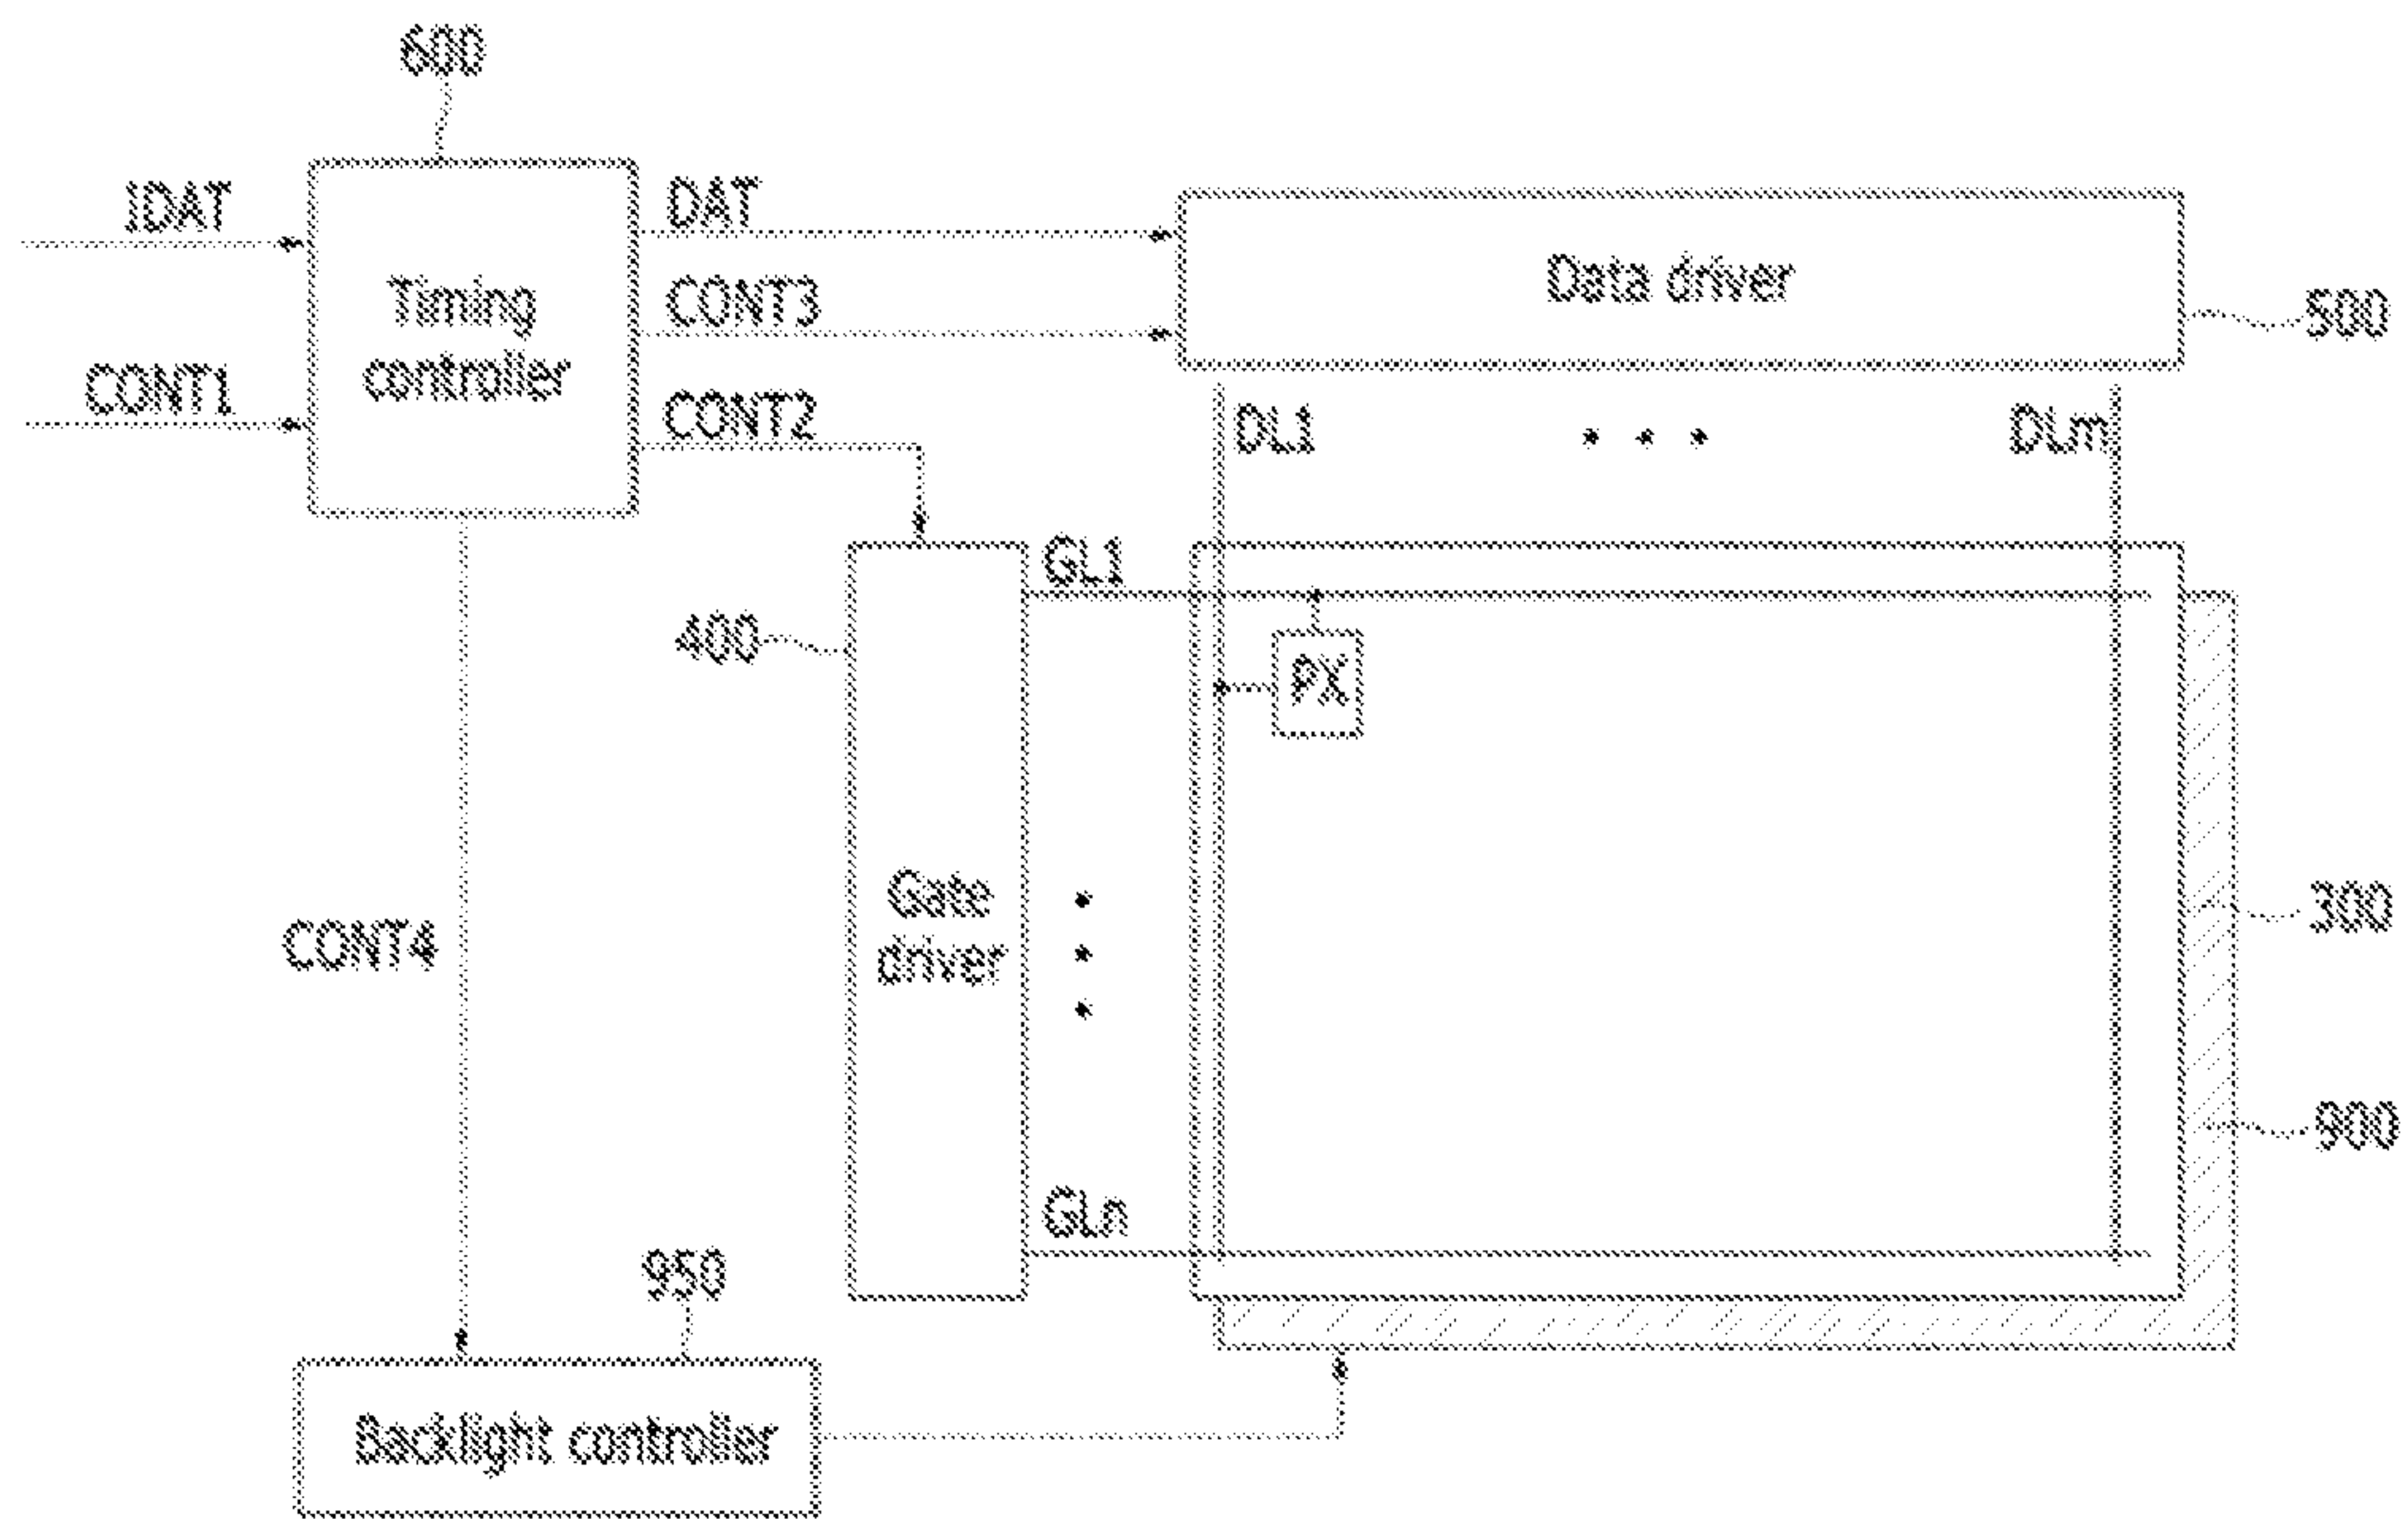 600
IDAT
DAT
Timing
controller
CONT3
Data driver
500
CONT1
CONT2
DL1
DLm
GL1
400
PX
Gate
driver
300
CONT4
900
GLn
950
Backlight controller